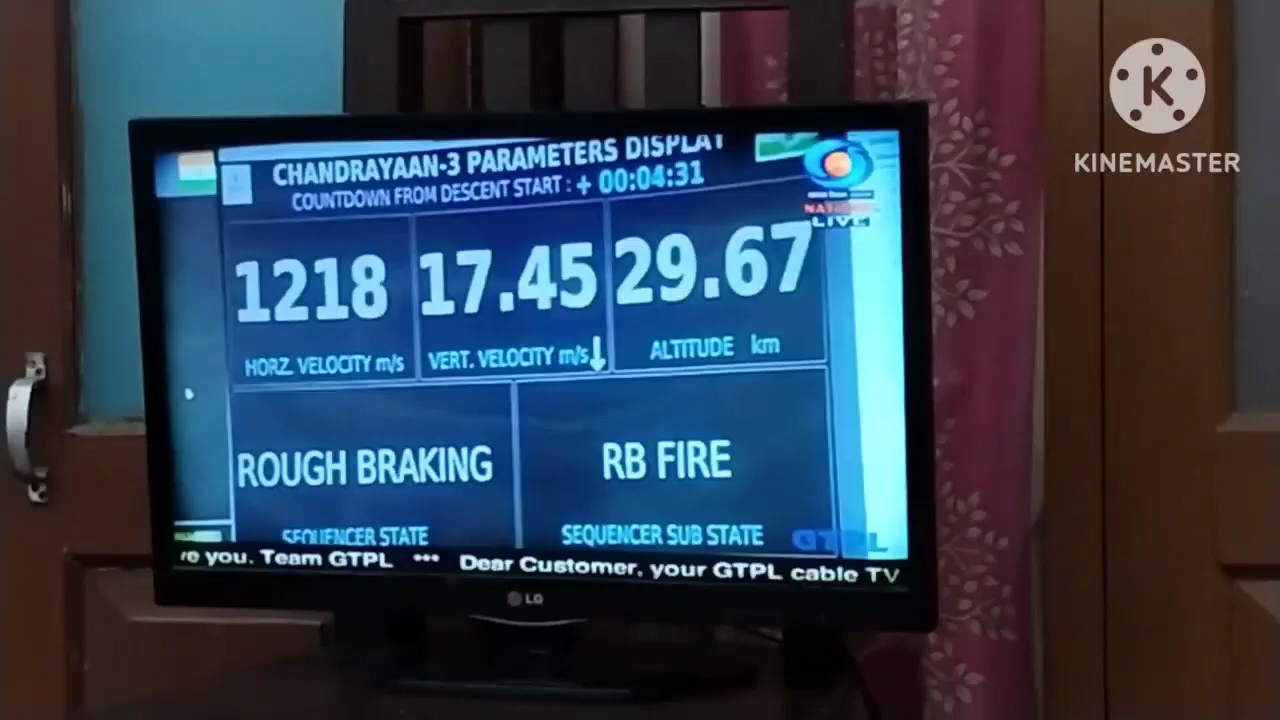 CHANDRAYAAN-3 PARAMETERS DISPLAY
COUNTDOWN FROM DESCENT START : + 00:04:31
NATIONAL
LIVE
1218 17.45 29.67
HORZ. VELOCITY m/s VERT. VELOCITY m/s ALTITUDE km
ROUGH BRAKING RB FIRE
SEQUENCER STATE SEQUENCER SUB STATE
GTPL
re you. Team GTPL *** Dear Customer, your GTPL cable TV
LG
K
KINEMASTER